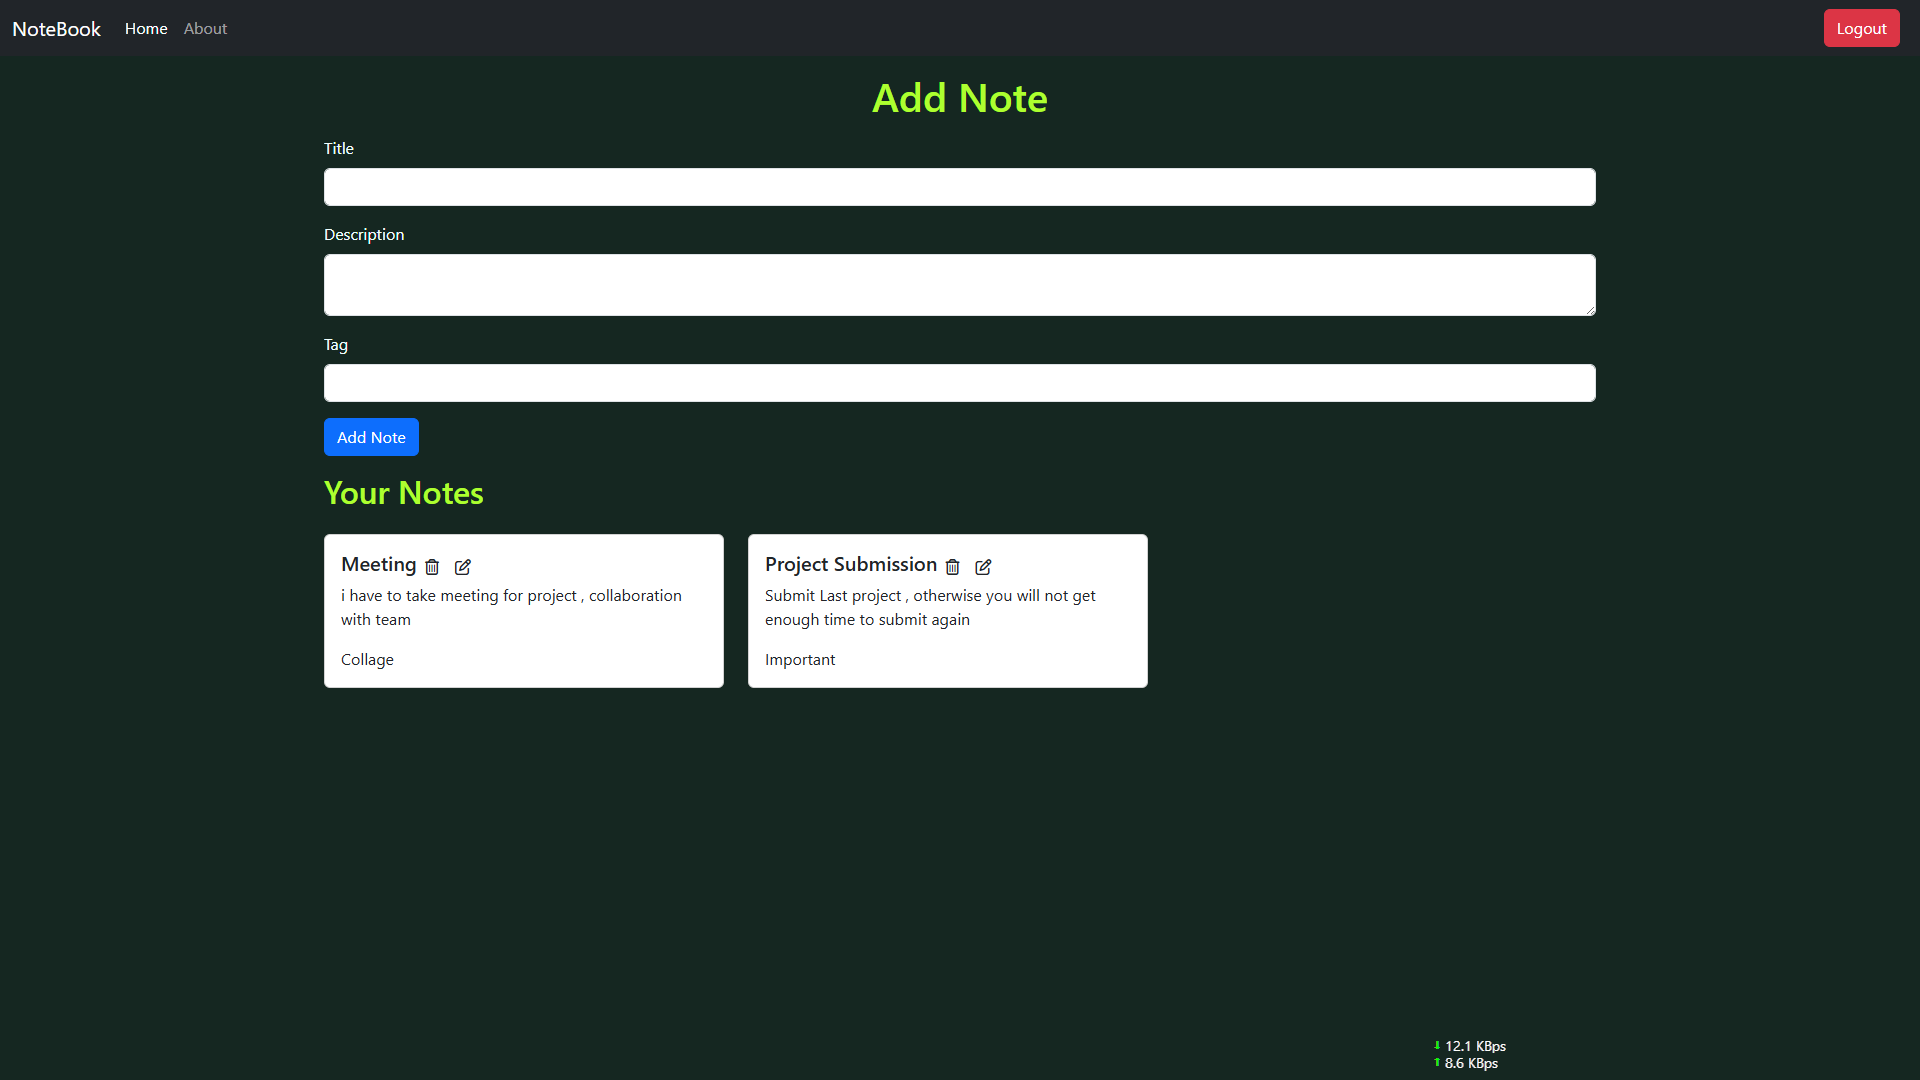 NoteBook Home About Logout
Add Note
Title
Description
Tag
Add Note
Your Notes
Meeting
i have to take meeting for project , collaboration
with team
Collage
Project Submission
Submit Last project , otherwise you will not get
enough time to submit again
Important
12.1 KBps
8.6 KBps